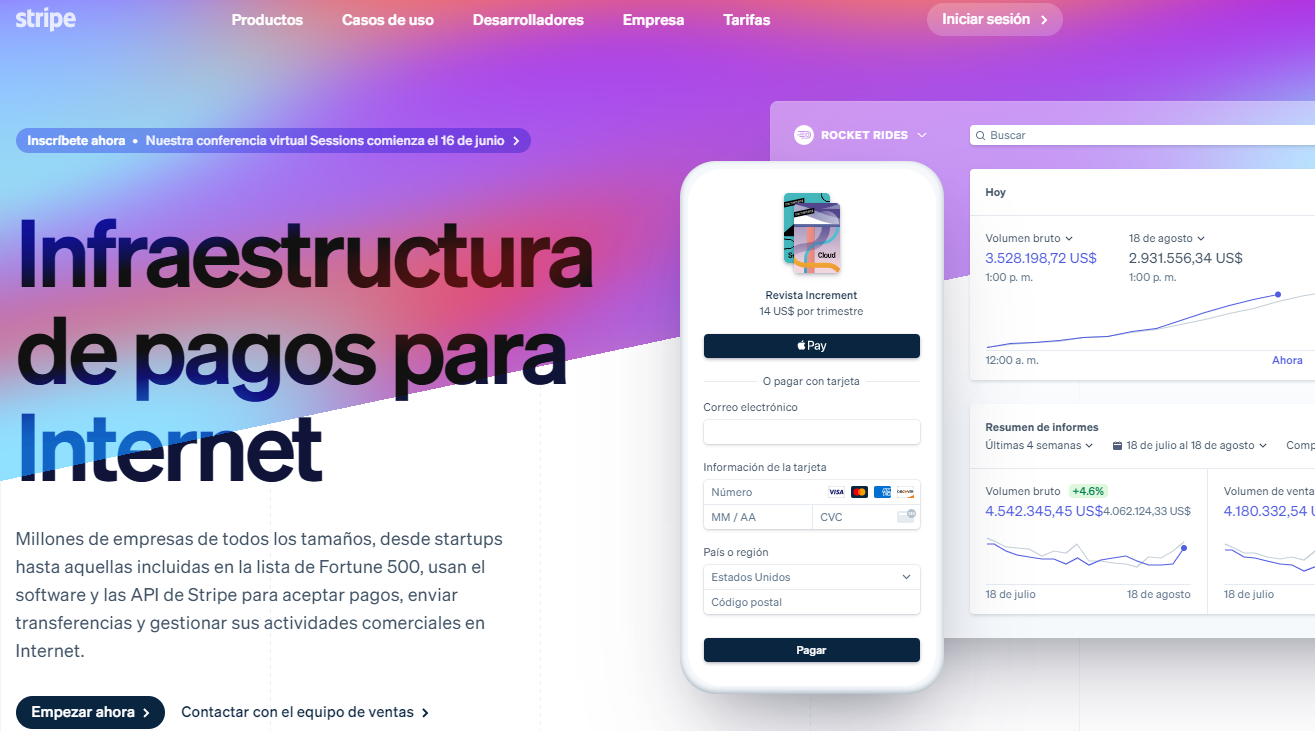 stripe
Productos
Casos de uso
Desarrolladores
Empresa
Tarifas
Iniciar sesión
Inscríbete ahora • Nuestra conferencia virtual Sessions comienza el 16 de junio
Infraestructura
de pagos para
Internet
Millones de empresas de todos los tamaños, desde startups
hasta aquellas incluidas en la lista de Fortune 500, usan el
software y las API de Stripe para aceptar pagos, enviar
transferencias y gestionar sus actividades comerciales en
Internet.
Empezar ahora
Contactar con el equipo de ventas
Cloud
Revista Increment
14 US$ por trimestre
Pay
O pagar con tarjeta
Correo electrónico
Información de la tarjeta
Número
VISA
MM / AA
CVC
País o región
Estados Unidos
Código postal
Pagar
ROCKET RIDES
Buscar
Hoy
Volumen bruto
18 de agosto
3.528.198,72 US$
2.931.556,34 US$
1:00 p. m.
1:00 p. m.
12:00 a. m.
Ahora
Resumen de informes
Últimas 4 semanas
18 de julio al 18 de agosto
Comp
Volumen bruto
+4.6%
Volumen de venta
4.542.345,45 US$
4.062.124,33 US$
4.180.332,54 U
18 de julio
18 de agosto
18 de julio